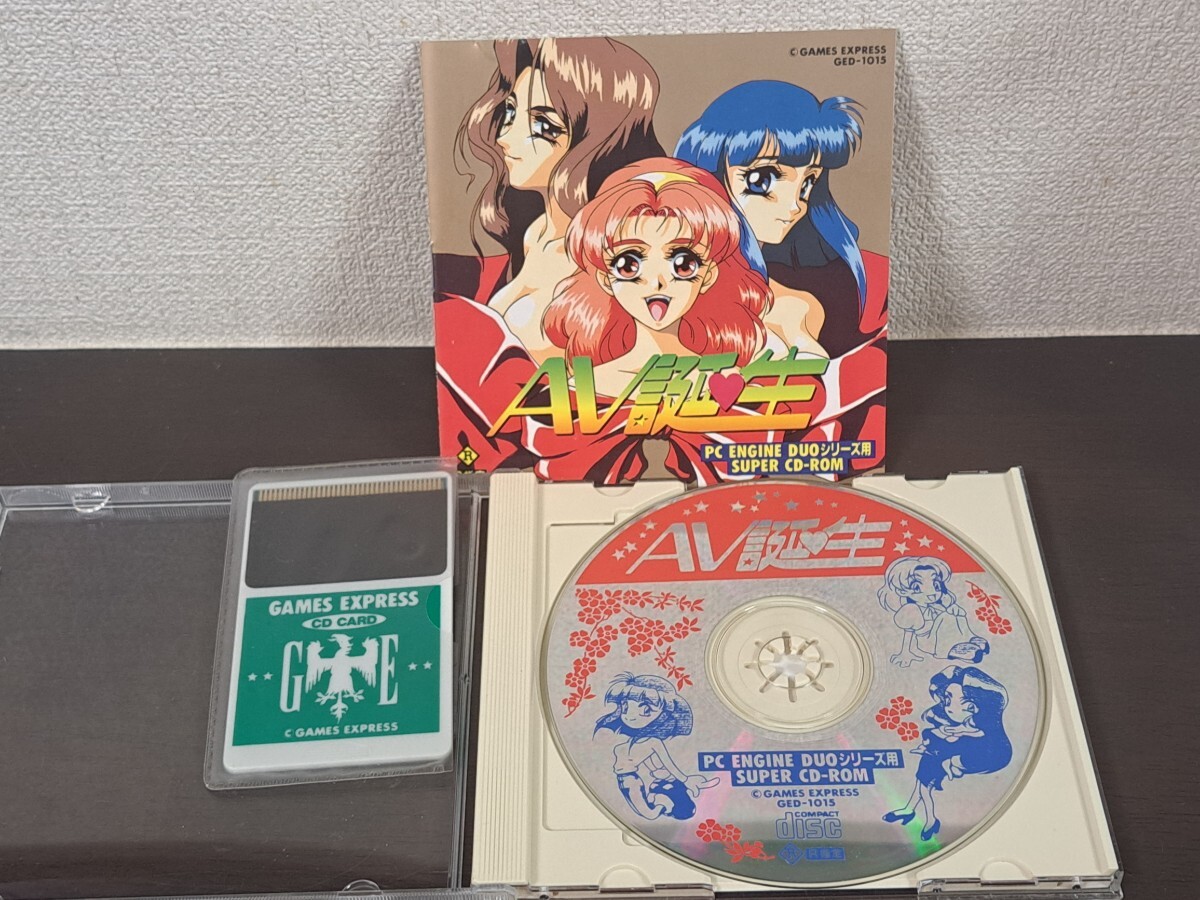 © GAMES EXPRESS
GED-1015
AV誕♥生
PC ENGINE DUOシリーズ用
SUPER CD-ROM
R
GAMES EXPRESS
CD CARD
G E
© GAMES EXPRESS
AV誕♥生
PC ENGINE DUOシリーズ用
SUPER CD-ROM
© GAMES EXPRESS
GED-1015
COMPACT
disc